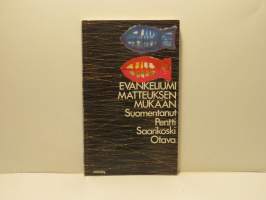 EVANKELIUMI
MATTEUKSEN
MUKAAN
Suomentanut
Pentti
Saarikoski
Otava